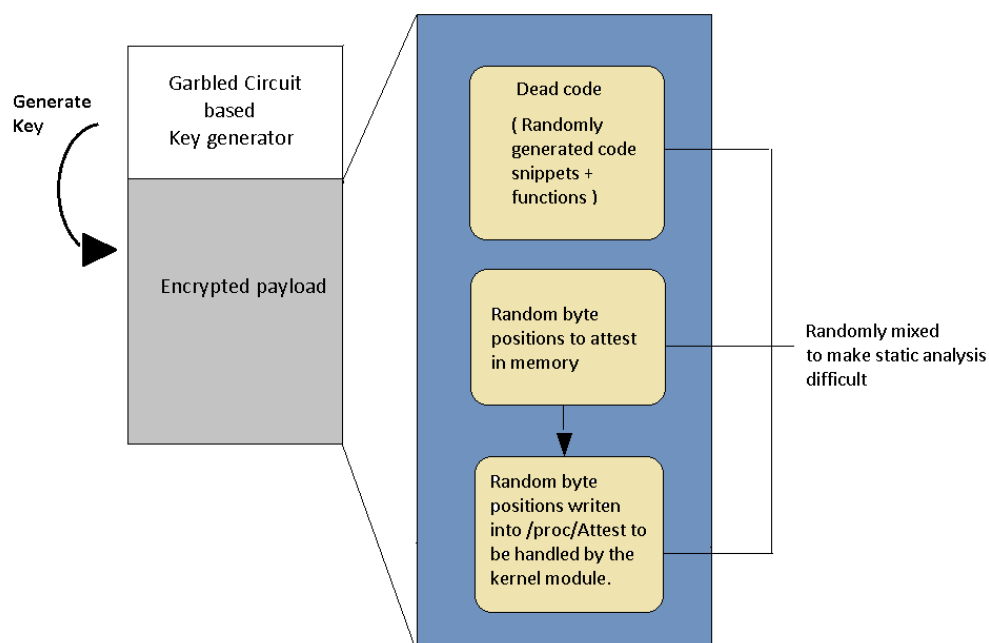 Garbled Circuit
based
Key generator
Generate
Key
Encrypted payload
Dead code
( Randomly
generated code
snippets +
functions )
Random byte
positions to attest
in memory
Random byte
positions writen
into /proc/Attest to
be handled by the
kernel module.
Randomly mixed
to make static analysis
difficult